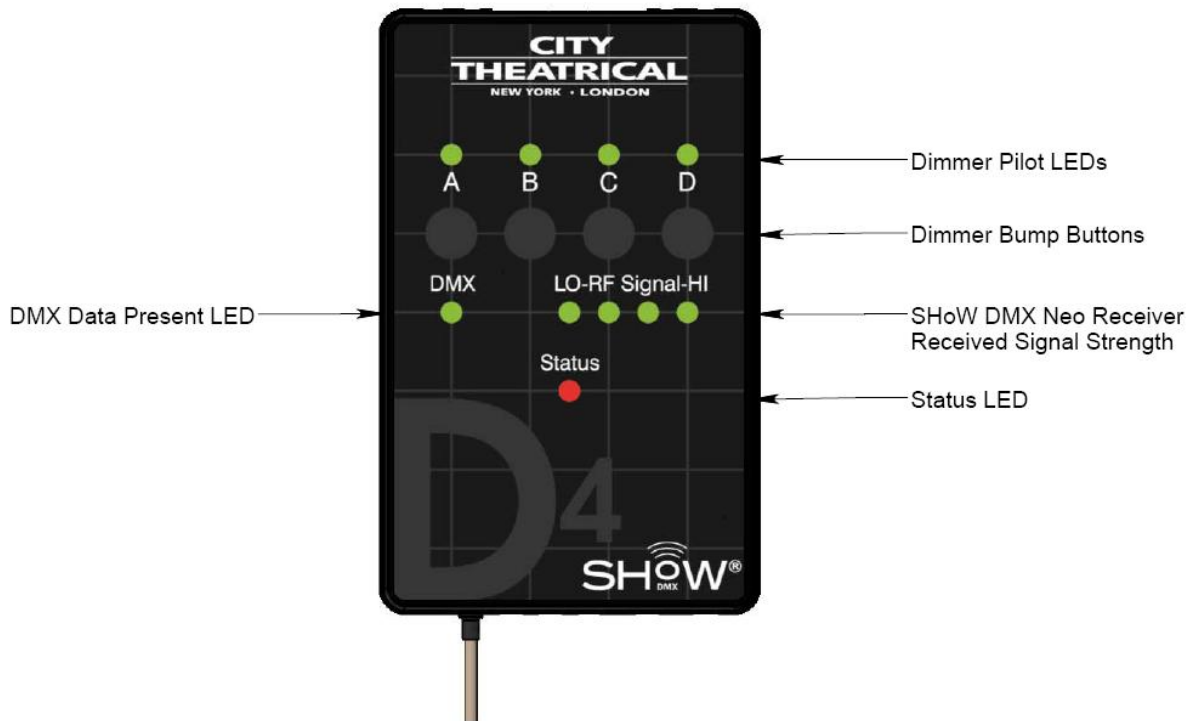 CITY
THEATRICAL
NEW YORK • LONDON
A B C D
Dimmer Pilot LEDs
Dimmer Bump Buttons
DMX LO-RF Signal-HI
DMX Data Present LED
SHoW DMX Neo Receiver
Received Signal Strength
Status
Status LED
D4
SHoW®
DMX